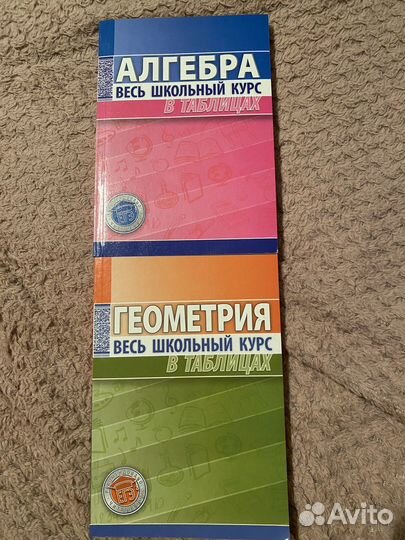 АЛГЕБРА
ВЕСЬ ШКОЛЬНЫЙ КУРС
В ТАБЛИЦАХ
ГЕОМЕТРИЯ
ВЕСЬ ШКОЛЬНЫЙ КУРС
В ТАБЛИЦАХ
Avito